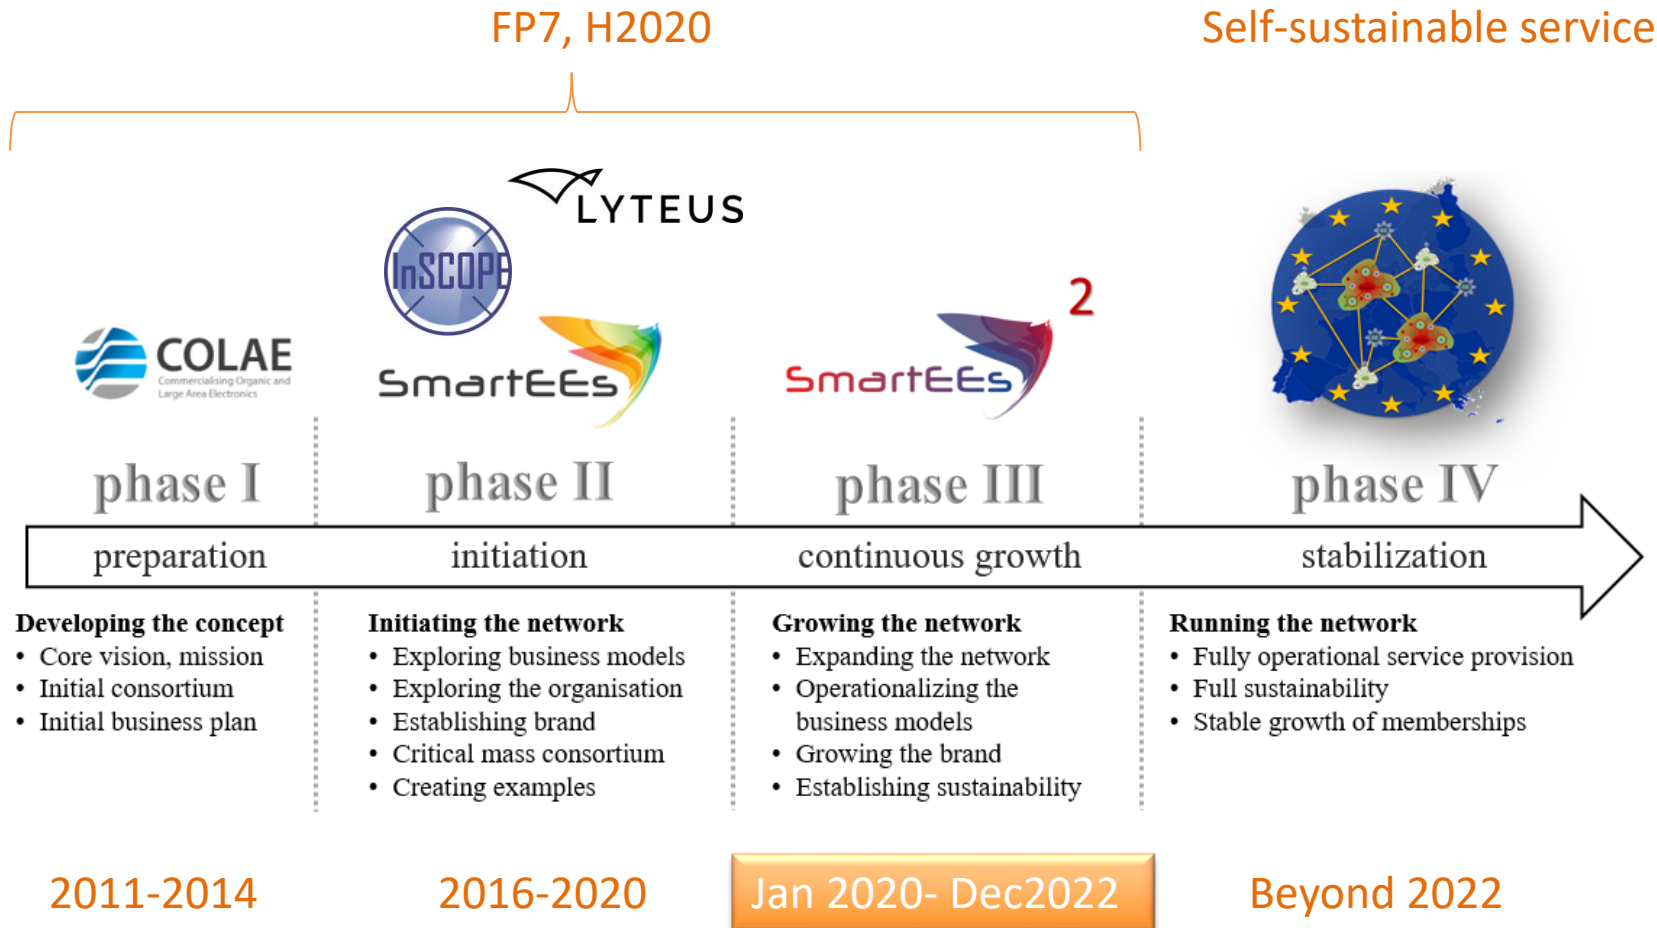 FP7, H2020
Self-sustainable service
LYTEUS
InSCOPE
COLAE
Commercialising Organic and
Large Area Electronics
SmartEEs
SmartEEs
2
phase I
phase II
phase III
phase IV
preparation
initiation
continuous growth
stabilization
Developing the concept
• Core vision, mission
• Initial consortium
• Initial business plan
Initiating the network
• Exploring business models
• Exploring the organisation
• Establishing brand
• Critical mass consortium
• Creating examples
Growing the network
• Expanding the network
• Operationalizing the
business models
• Growing the brand
• Establishing sustainability
Running the network
• Fully operational service provision
• Full sustainability
• Stable growth of memberships
2011-2014
2016-2020
Jan 2020- Dec2022
Beyond 2022